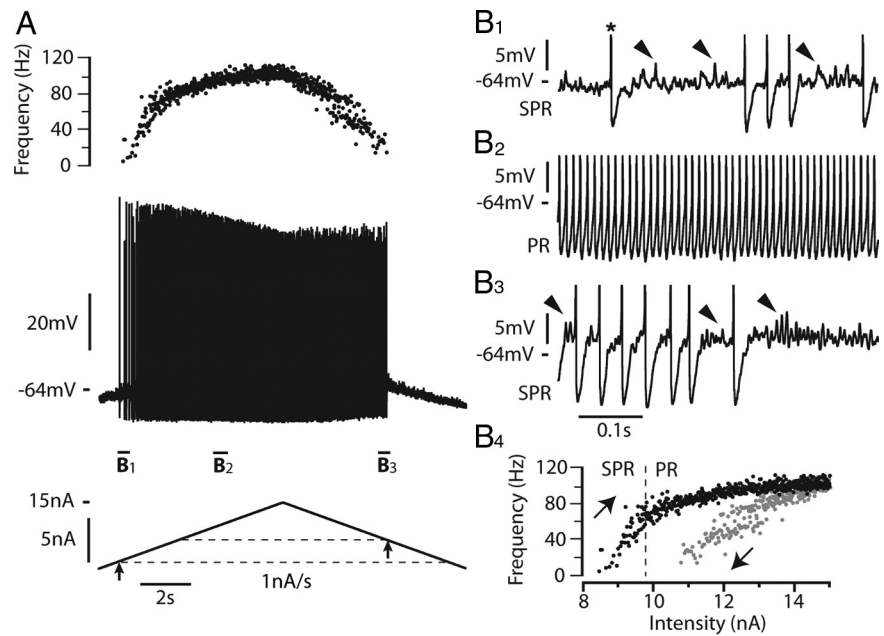 A
Frequency (Hz)
120
80
40
0
20mV
-64mV
B1
B2
B3
15nA
5nA
1nA/s
2s
B1
*
5mV
-64mV
SPR
B2
5mV
-64mV
PR
B3
5mV
-64mV
SPR
0.1s
B4
Frequency (Hz)
120
80
40
0
SPR
PR
8
10
12
14
Intensity (nA)